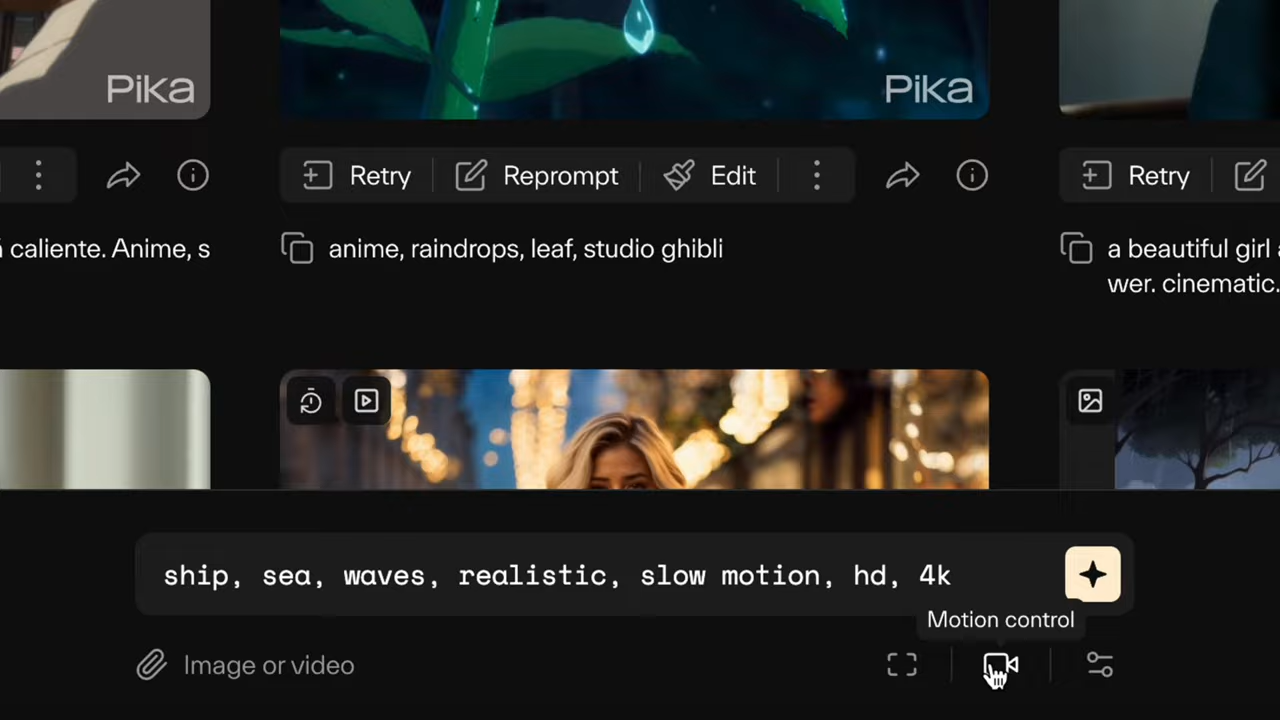 Pika
Pika
Retry
Reprompt
Edit
Retry
caliente. Anime, s
anime, raindrops, leaf, studio ghibli
a beautiful girl
wer. cinematic.
ship, sea, waves, realistic, slow motion, hd, 4k
Motion control
Image or video